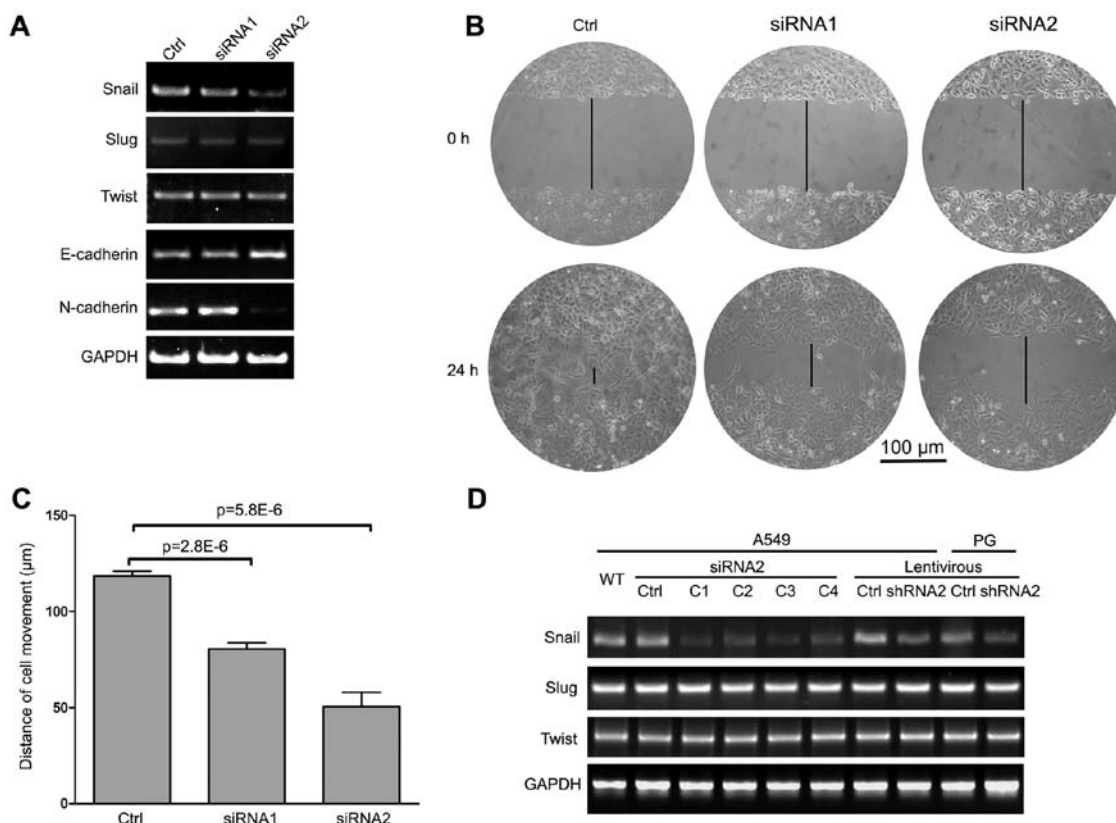 A
Ctrl siRNA1 siRNA2
Snail
Slug
Twist
E-cadherin
N-cadherin
GAPDH
B
Ctrl siRNA1 siRNA2
0 h
24 h
100 µm
C
Distance of cell movement (µm)
150
100
50
0
p=5.8E-6
p=2.8E-6
Ctrl siRNA1 siRNA2
D
A549 PG
WT siRNA2 Lentivirous
Ctrl C1 C2 C3 C4 Ctrl shRNA2 Ctrl shRNA2
Snail
Slug
Twist
GAPDH